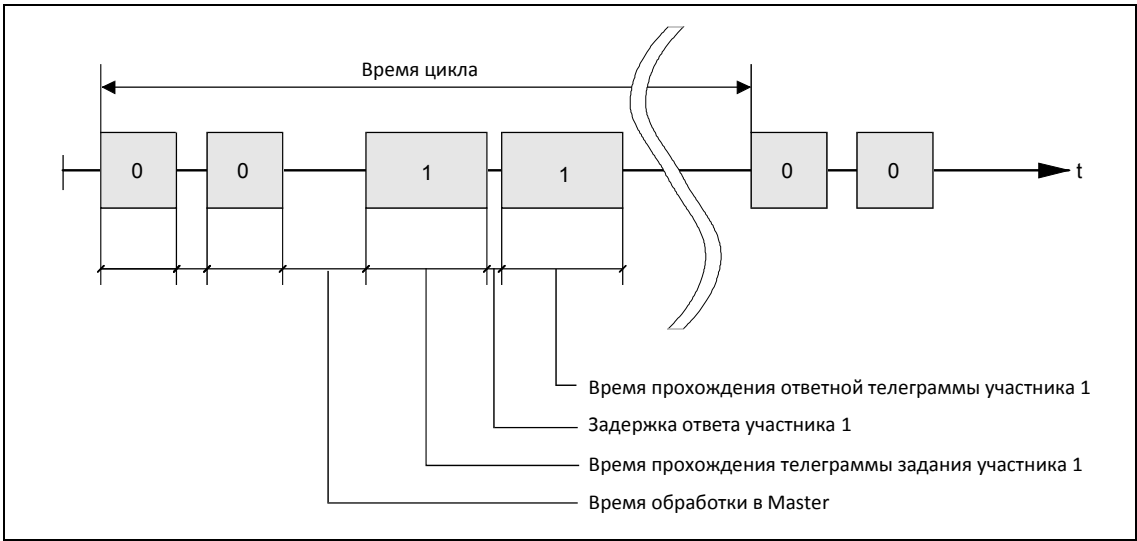 Время цикла
0 0 1 1 0 0 t
Время прохождения ответной телеграммы участника 1
Задержка ответа участника 1
Время прохождения телеграммы задания участника 1
Время обработки в Master